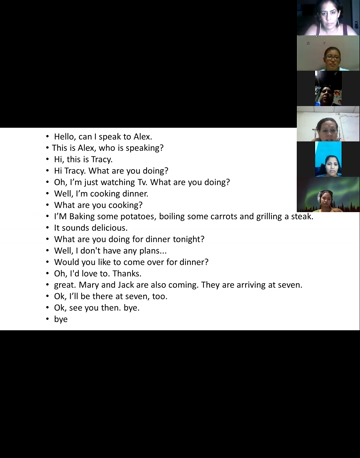 • Hello, can I speak to Alex.
• This is Alex, who is speaking?
• Hi, this is Tracy.
• Hi Tracy. What are you doing?
• Oh, I'm just watching Tv. What are you doing?
• Well, I'm cooking dinner.
• What are you cooking?
• I'M Baking some potatoes, boiling some carrots and grilling a steak.
• It sounds delicious.
• What are you doing for dinner tonight?
• Well, I don't have any plans...
• Would you like to come over for dinner?
• Oh, I'd love to. Thanks.
• great. Mary and Jack are also coming. They are arriving at seven.
• Ok, I'll be there at seven, too.
• Ok, see you then. bye.
• bye